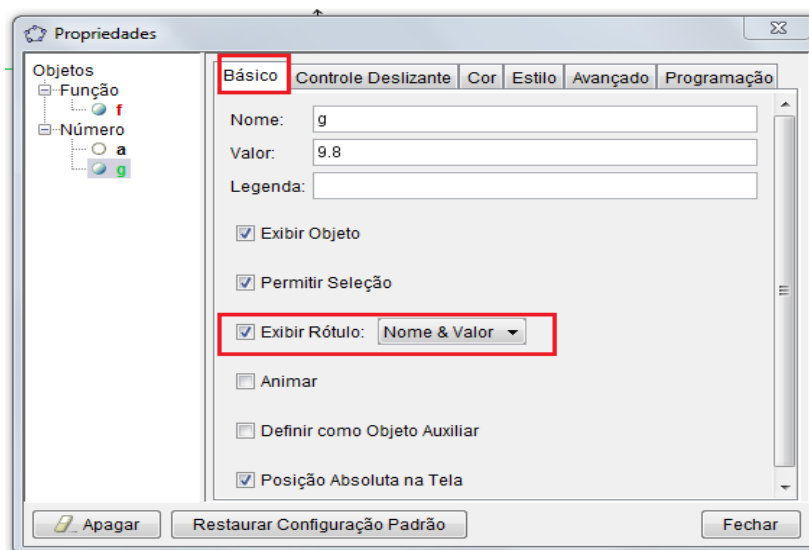 Propriedades
Objetos
Função
f
Número
a
g
Básico Controle Deslizante Cor Estilo Avançado Programação
Nome: g
Valor: 9.8
Legenda:
Exibir Objeto
Permitir Seleção
Exibir Rótulo: Nome & Valor
Animar
Definir como Objeto Auxiliar
Posição Absoluta na Tela
Apagar Restaurar Configuração Padrão Fechar